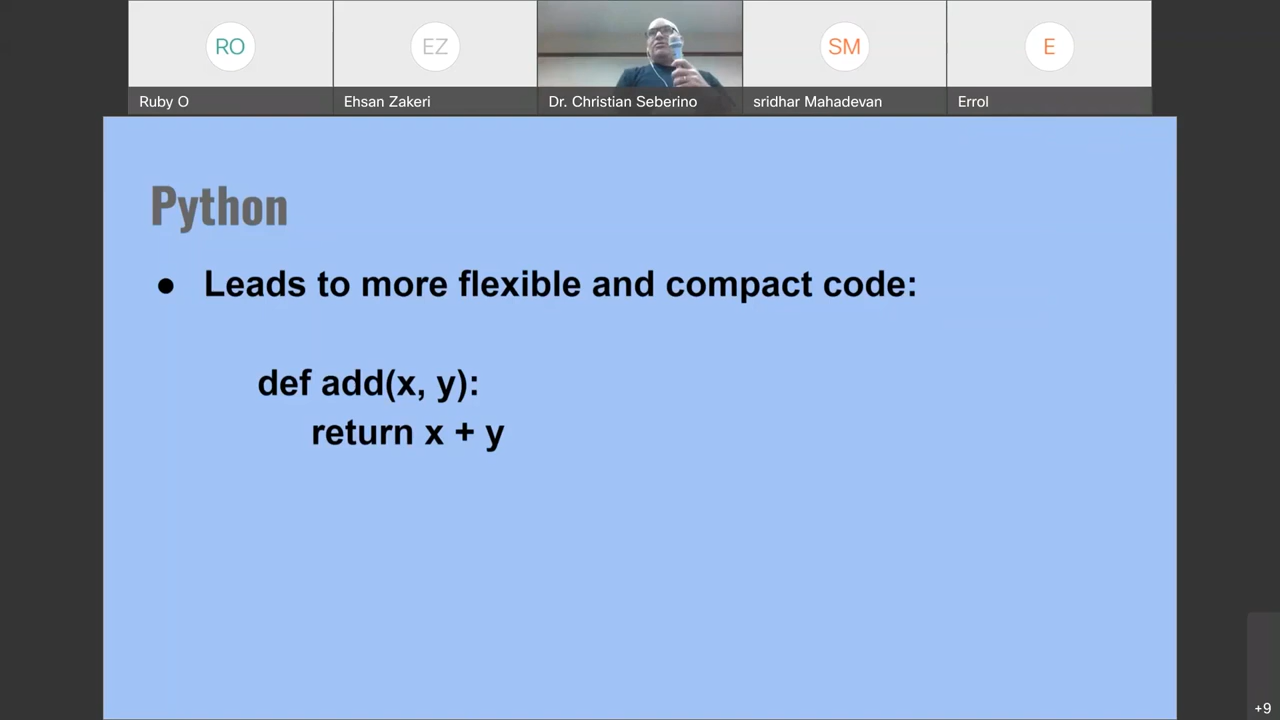 RO
EZ
SM
E
Ruby O
Ehsan Zakeri
Dr. Christian Seberino
sridhar Mahadevan
Errol
Python
● Leads to more flexible and compact code:
def add(x, y):
return x + y
+9